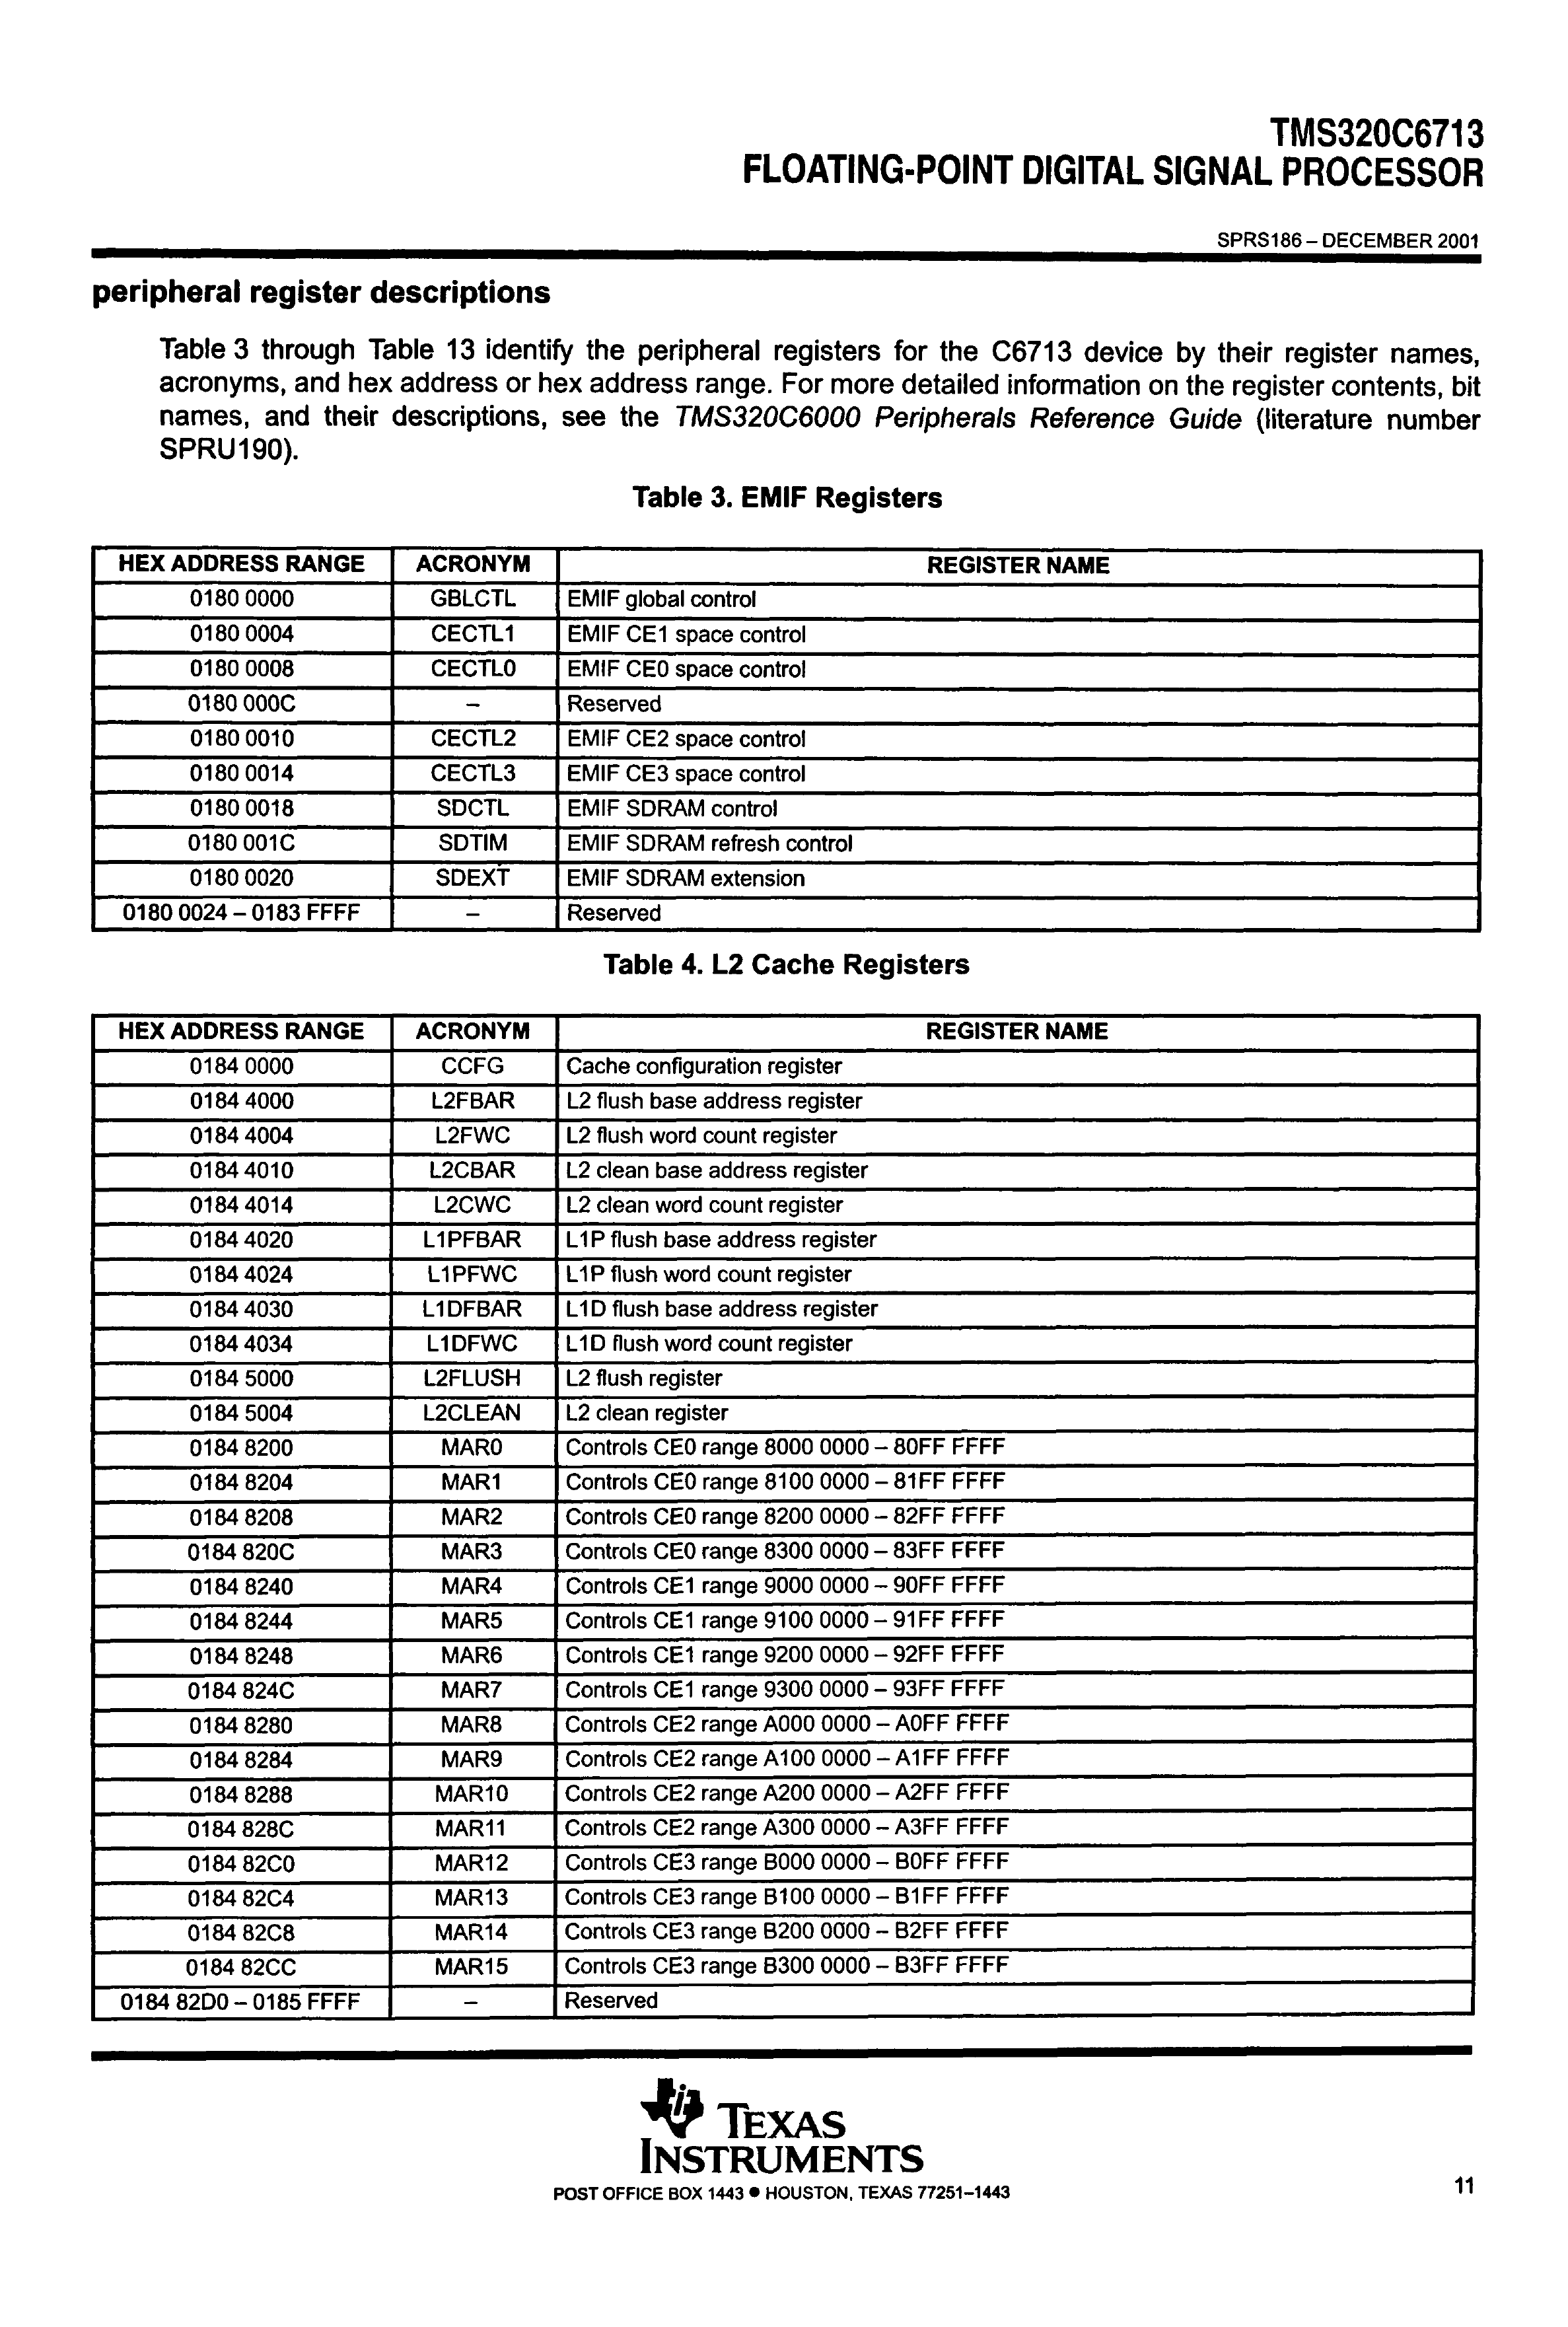 TMS320C6713
FLOATING-POINT DIGITAL SIGNAL PROCESSOR
SPRS186 – DECEMBER 2001
peripheral register descriptions
Table 3 through Table 13 identify the peripheral registers for the C6713 device by their register names,
acronyms, and hex address or hex address range. For more detailed information on the register contents, bit
names, and their descriptions, see the TMS320C6000 Peripherals Reference Guide (literature number
SPRU190).
Table 3. EMIF Registers
HEX ADDRESS RANGE ACRONYM REGISTER NAME
0180 0000 GBLCTL EMIF global control
0180 0004 CECTL1 EMIF CE1 space control
0180 0008 CECTL0 EMIF CE0 space control
0180 000C – Reserved
0180 0010 CECTL2 EMIF CE2 space control
0180 0014 CECTL3 EMIF CE3 space control
0180 0018 SDCTL EMIF SDRAM control
0180 001C SDTIM EMIF SDRAM refresh control
0180 0020 SDEXT EMIF SDRAM extension
0180 0024 – 0183 FFFF – Reserved
Table 4. L2 Cache Registers
HEX ADDRESS RANGE ACRONYM REGISTER NAME
0184 0000 CCFG Cache configuration register
0184 4000 L2FBAR L2 flush base address register
0184 4004 L2FWC L2 flush word count register
0184 4010 L2CBAR L2 clean base address register
0184 4014 L2CWC L2 clean word count register
0184 4020 L1PFBAR L1P flush base address register
0184 4024 L1PFWC L1P flush word count register
0184 4030 L1DFBAR L1D flush base address register
0184 4034 L1DFWC L1D flush word count register
0184 5000 L2FLUSH L2 flush register
0184 5004 L2CLEAN L2 clean register
0184 8200 MAR0 Controls CE0 range 8000 0000 – 80FF FFFF
0184 8204 MAR1 Controls CE0 range 8100 0000 – 81FF FFFF
0184 8208 MAR2 Controls CE0 range 8200 0000 – 82FF FFFF
0184 820C MAR3 Controls CE0 range 8300 0000 – 83FF FFFF
0184 8240 MAR4 Controls CE1 range 9000 0000 – 90FF FFFF
0184 8244 MAR5 Controls CE1 range 9100 0000 – 91FF FFFF
0184 8248 MAR6 Controls CE1 range 9200 0000 – 92FF FFFF
0184 824C MAR7 Controls CE1 range 9300 0000 – 93FF FFFF
0184 8280 MAR8 Controls CE2 range A000 0000 – A0FF FFFF
0184 8284 MAR9 Controls CE2 range A100 0000 – A1FF FFFF
0184 8288 MAR10 Controls CE2 range A200 0000 – A2FF FFFF
0184 828C MAR11 Controls CE2 range A300 0000 – A3FF FFFF
0184 82C0 MAR12 Controls CE3 range B000 0000 – B0FF FFFF
0184 82C4 MAR13 Controls CE3 range B100 0000 – B1FF FFFF
0184 82C8 MAR14 Controls CE3 range B200 0000 – B2FF FFFF
0184 82CC MAR15 Controls CE3 range B300 0000 – B3FF FFFF
0184 82D0 – 0185 FFFF – Reserved
TEXAS
INSTRUMENTS
POST OFFICE BOX 1443 ● HOUSTON, TEXAS 77251–1443
11